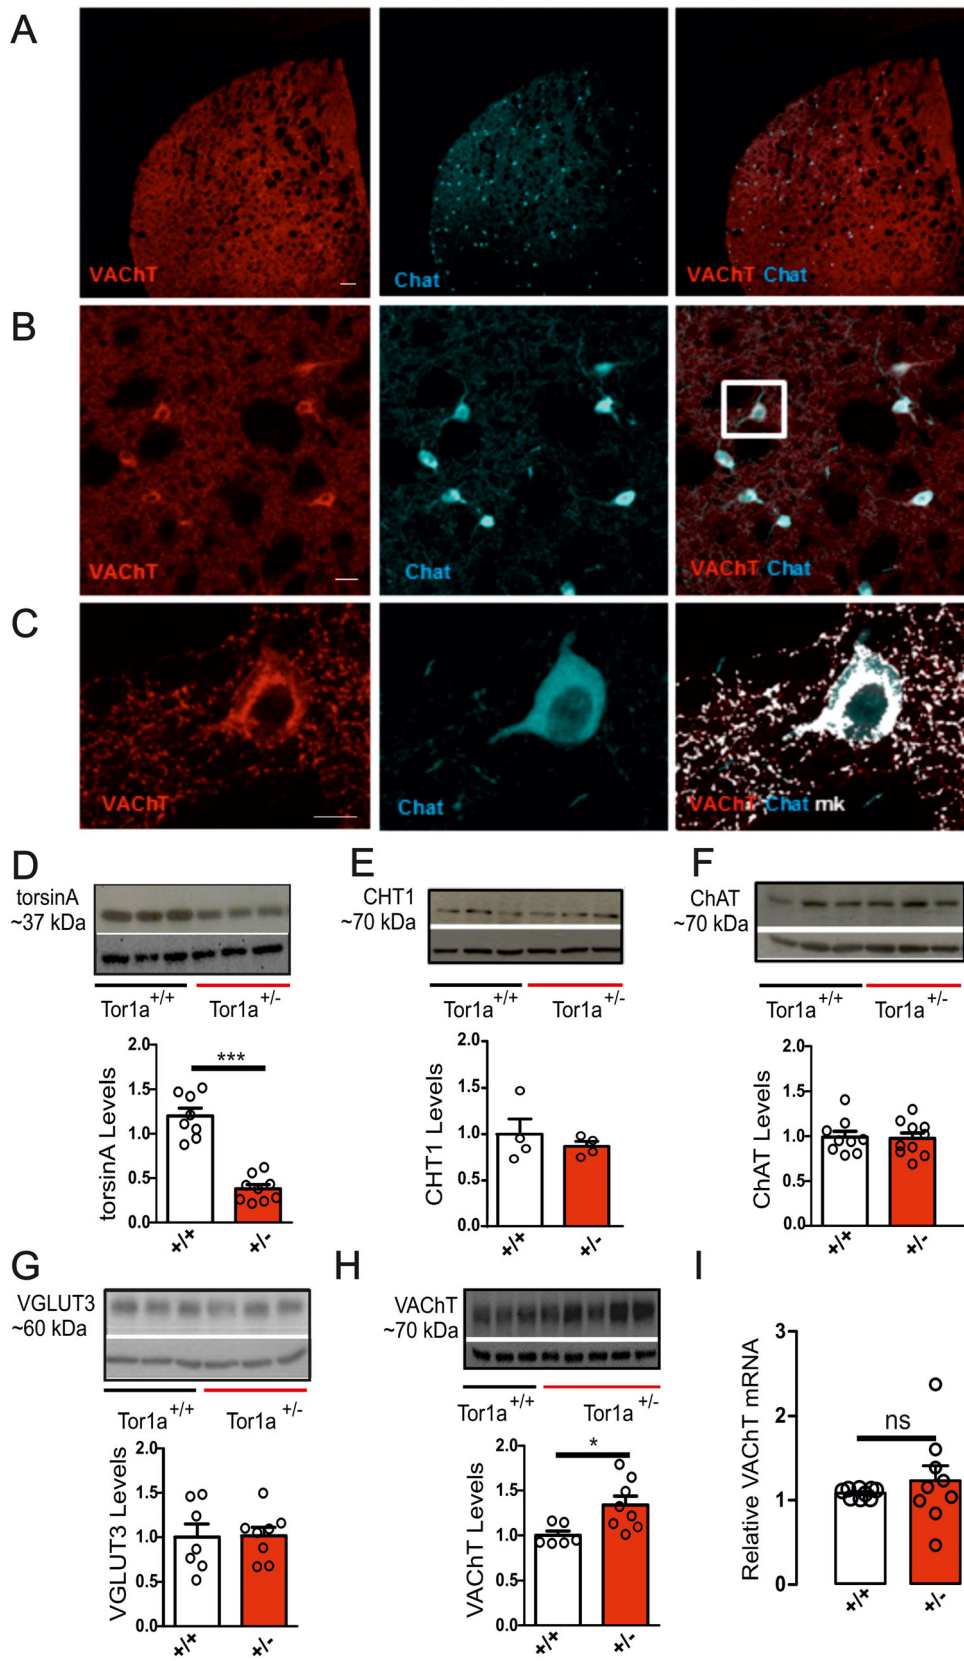 A
VAChT
Chat
VAChT Chat
B
VAChT
Chat
VAChT Chat
C
VAChT
Chat
VAChT Chat mk
D
torsinA
~37 kDa
Tor1a+/+
Tor1a+/-
torsinA Levels
2.0
1.5
1.0
0.5
0.0
***
+/+
+/-
E
CHT1
~70 kDa
Tor1a+/+
Tor1a+/-
CHT1 Levels
2.0
1.5
1.0
0.5
0.0
+/+
+/-
F
ChAT
~70 kDa
Tor1a+/+
Tor1a+/-
ChAT Levels
2.0
1.5
1.0
0.5
0.0
+/+
+/-
G
VGLUT3
~60 kDa
Tor1a+/+
Tor1a+/-
VGLUT3 Levels
2.0
1.5
1.0
0.5
0.0
+/+
+/-
H
VAChT
~70 kDa
Tor1a+/+
Tor1a+/-
VAChT Levels
2.0
1.5
1.0
0.5
0.0
*
+/+
+/-
I
Relative VAChT mRNA
3
2
1
0
ns
+/+
+/-